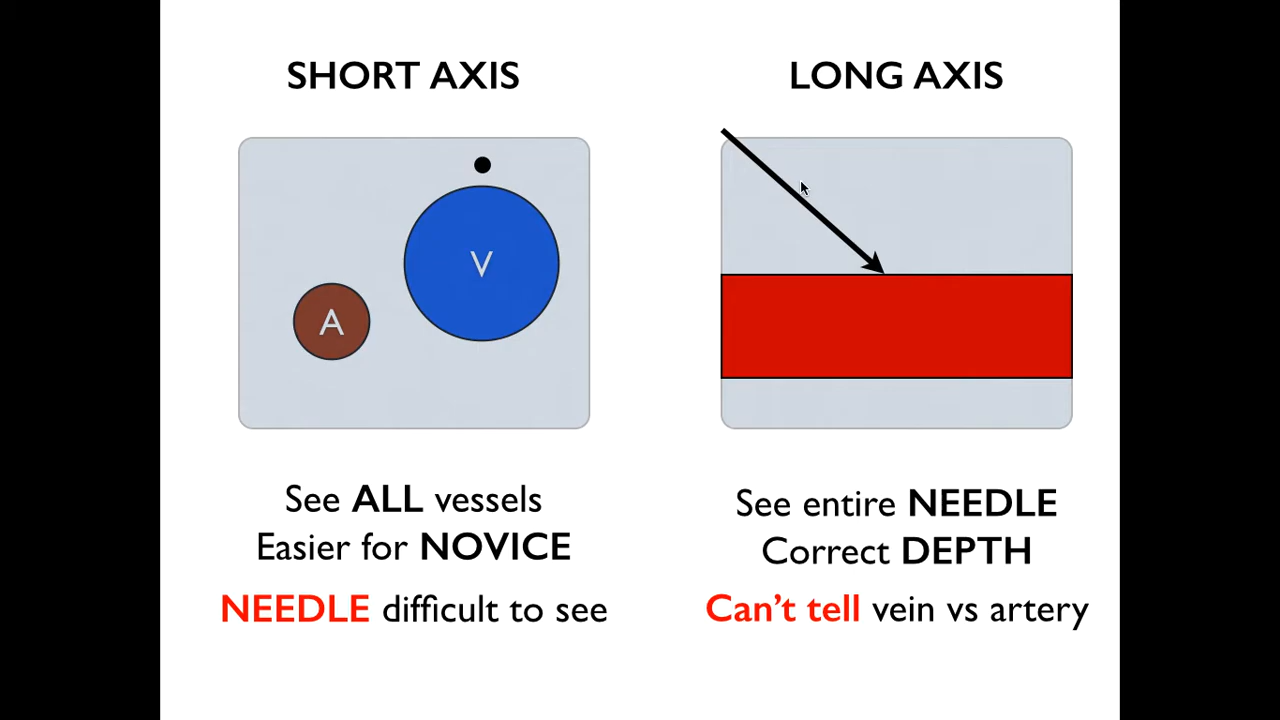 SHORT AXIS
A
V
See ALL vessels
Easier for NOVICE
NEEDLE difficult to see
LONG AXIS
See entire NEEDLE
Correct DEPTH
Can't tell vein vs artery